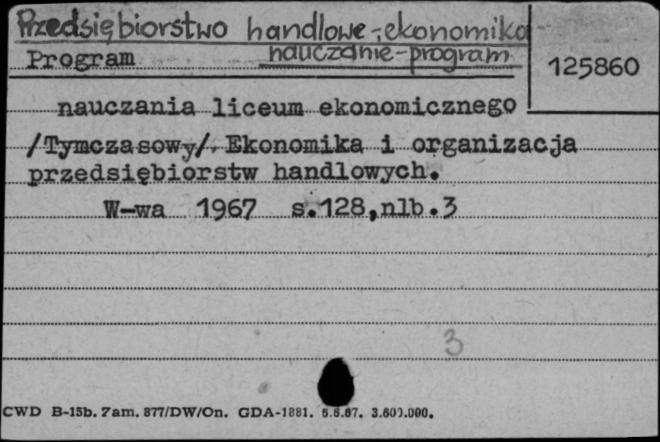 Przedsiębiorstwo handlowe-ekonomika
nauczanie-program
125860
Program
nauczania liceum ekonomicznego
/Tymczasowy/. Ekonomika i organizacja
przedsiębiorstw handlowych.
W-wa 1967 s.128,nlb.3
3
CWD B-15b. Zam. 877/DW/On. GDA-1881. 5.8.67. 3.600.000.